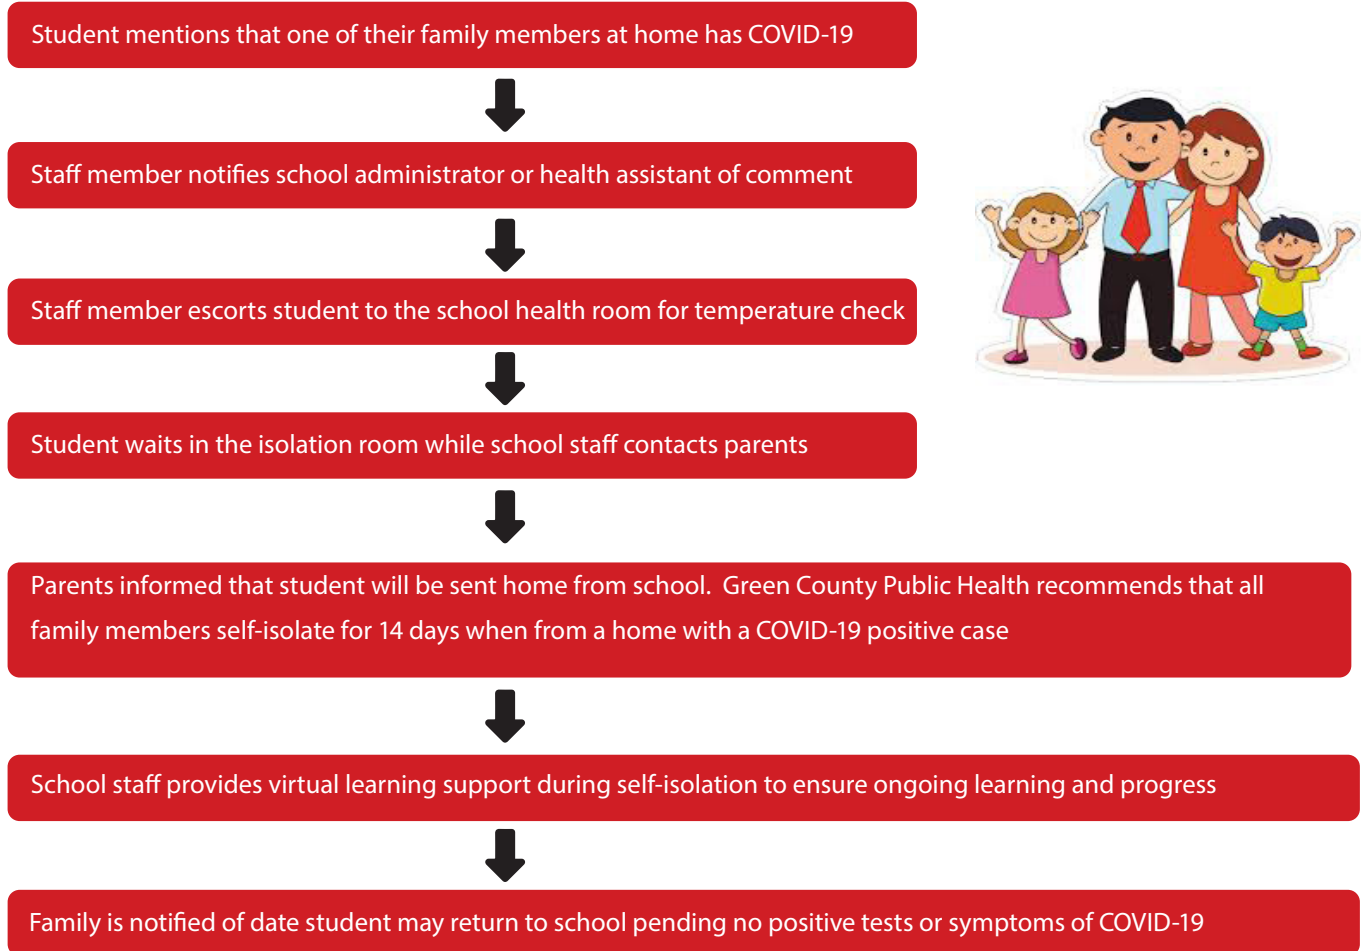 Student mentions that one of their family members at home has COVID-19
Staff member notifies school administrator or health assistant of comment
Staff member escorts student to the school health room for temperature check
Student waits in the isolation room while school staff contacts parents
Parents informed that student will be sent home from school.  Green County Public Health recommends that all
family members self-isolate for 14 days when from a home with a COVID-19 positive case
School staff provides virtual learning support during self-isolation to ensure ongoing learning and progress
Family is notified of date student may return to school pending no positive tests or symptoms of COVID-19